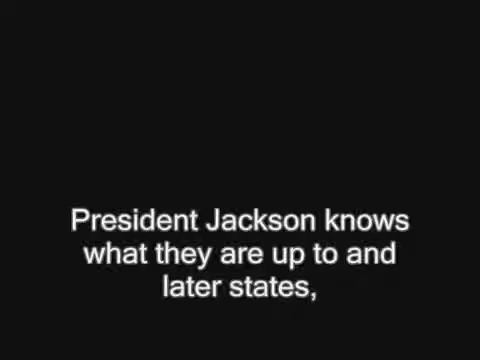 President Jackson knows
what they are up to and
later states,